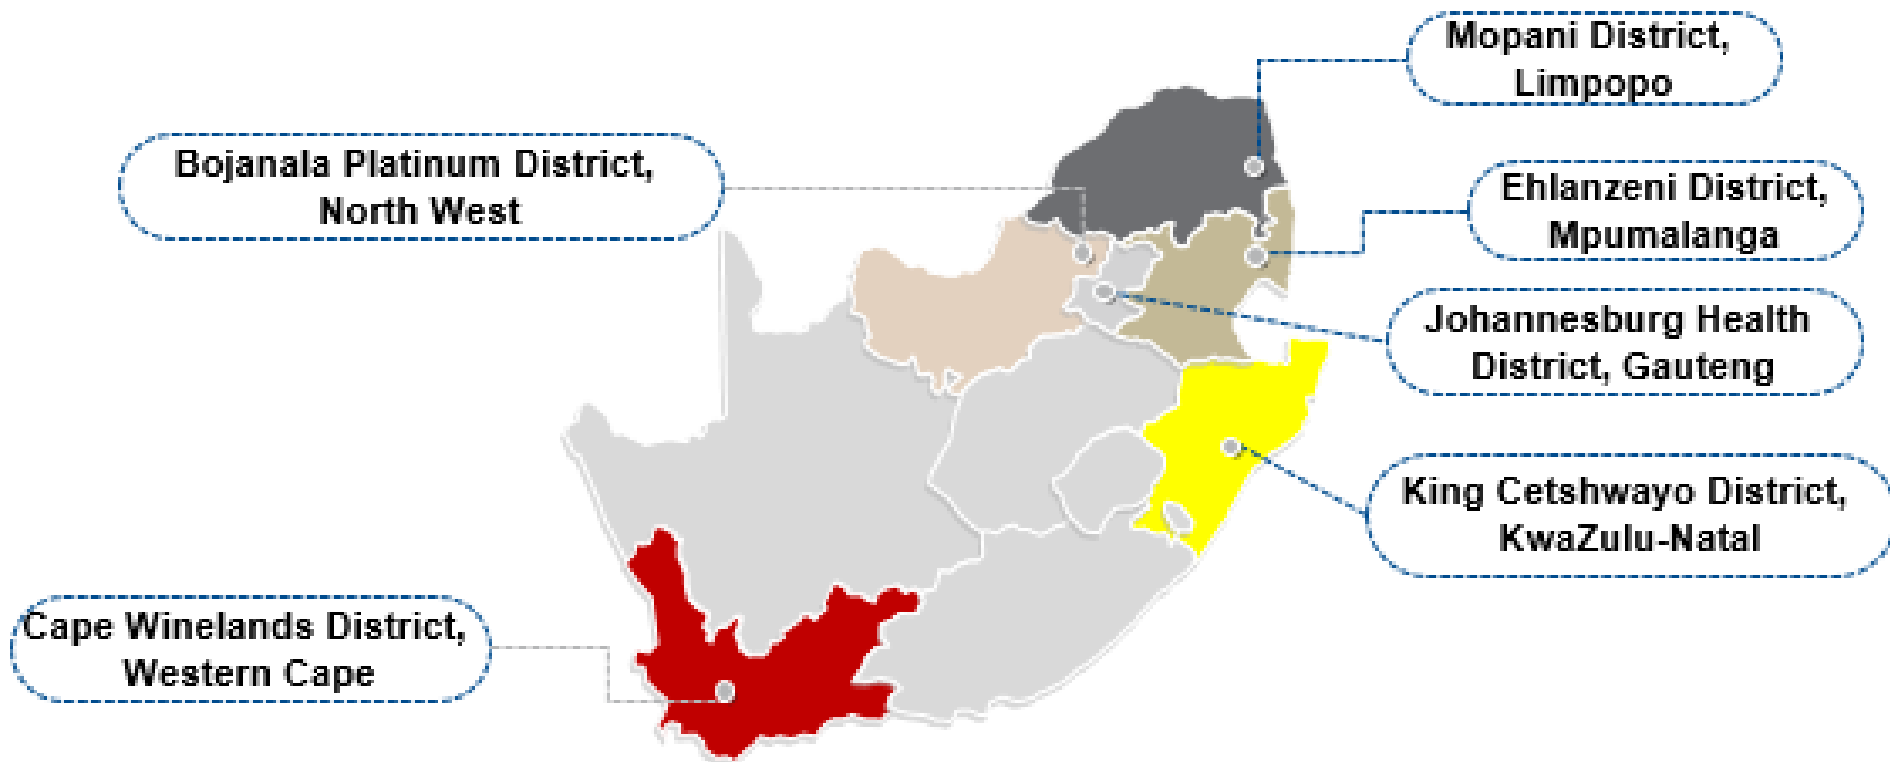 Mopani District,
Limpopo
Bojanala Platinum District,
North West
Ehlanzeni District,
Mpumalanga
Johannesburg Health
District, Gauteng
King Cetshwayo District,
KwaZulu-Natal
Cape Winelands District,
Western Cape